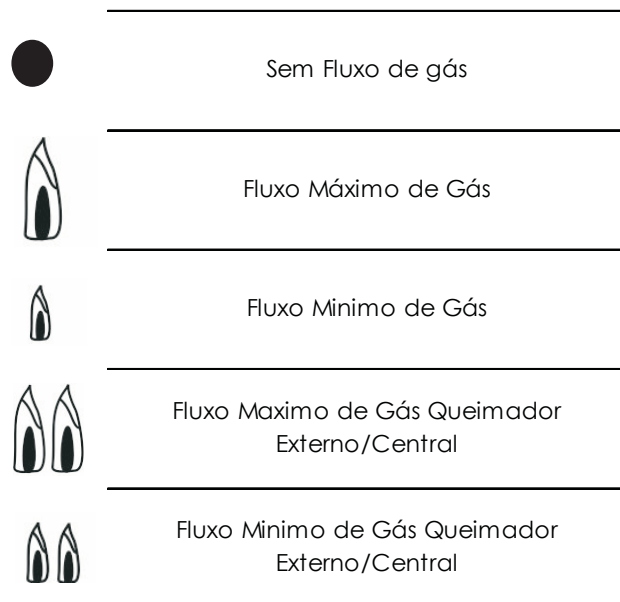 Sem Fluxo de gás
Fluxo Máximo de Gás
Fluxo Minimo de Gás
Fluxo Maximo de Gás Queimador
Externo/Central
Fluxo Minimo de Gás Queimador
Externo/Central